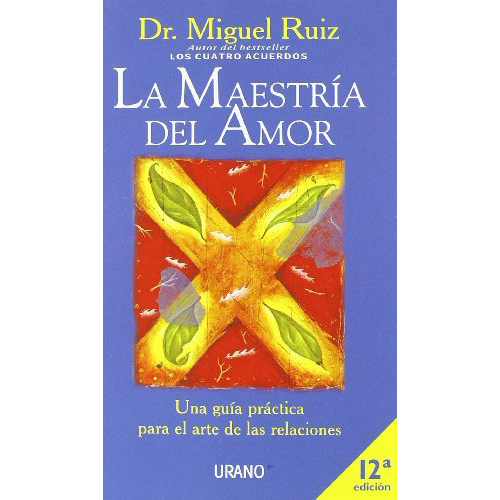 Dr. Miguel Ruiz
Autor del bestseller
LOS CUATRO ACUERDOS
LA MAESTRÍA
DEL AMOR
Una guía práctica
para el arte de las relaciones
URANO
12ª
edición